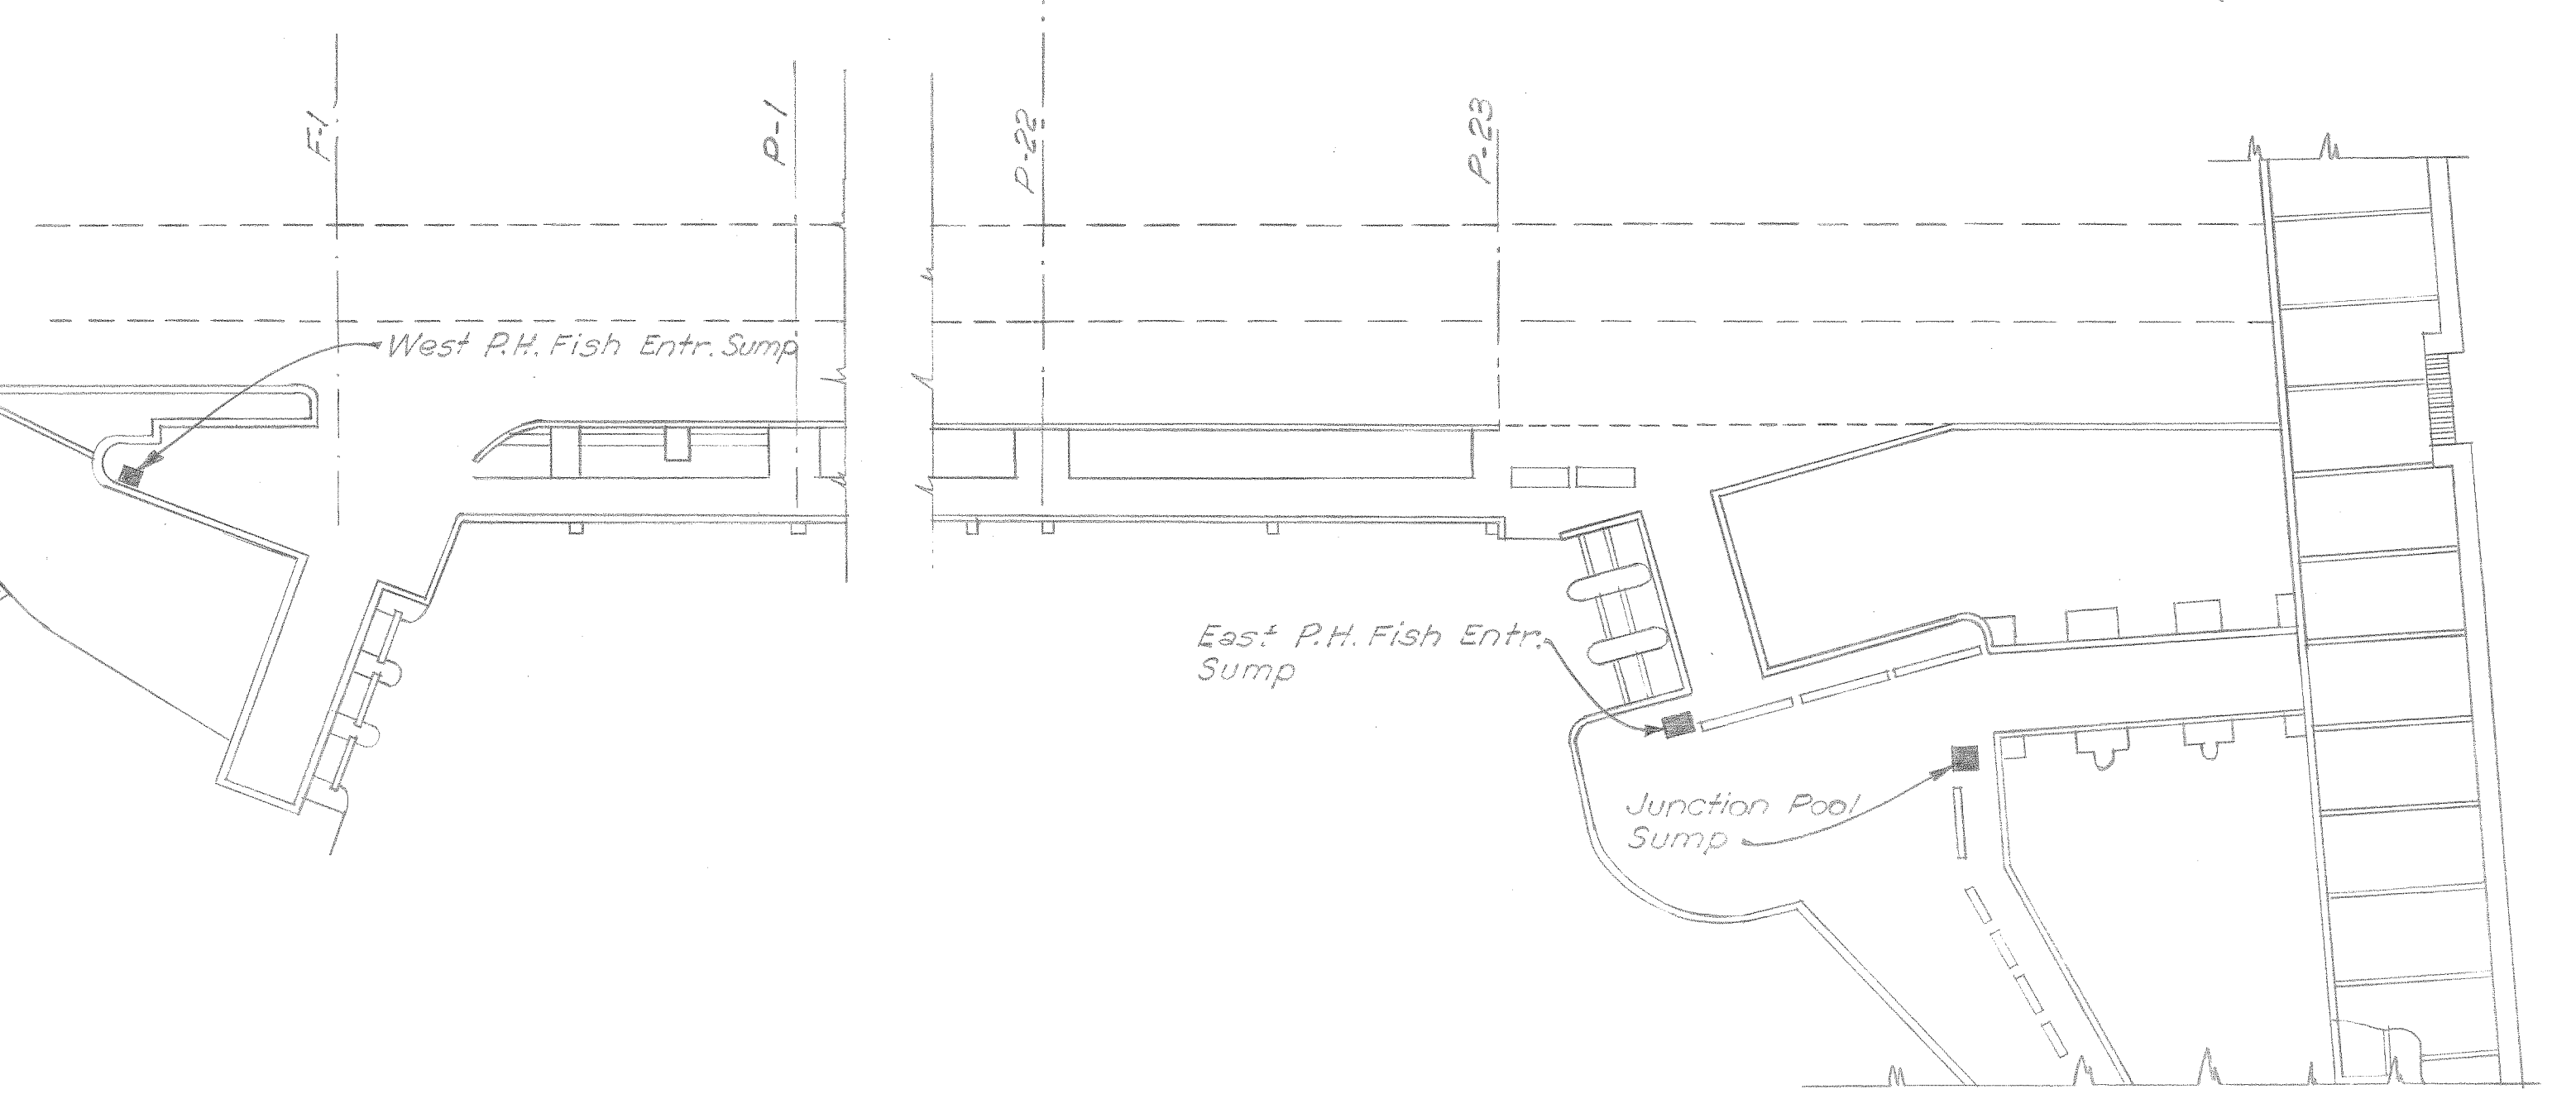 F-1
P-1
P-22
P-23
West P.H. Fish Entr. Sump
East P.H. Fish Entr.
Sump
Junction Pool
Sump